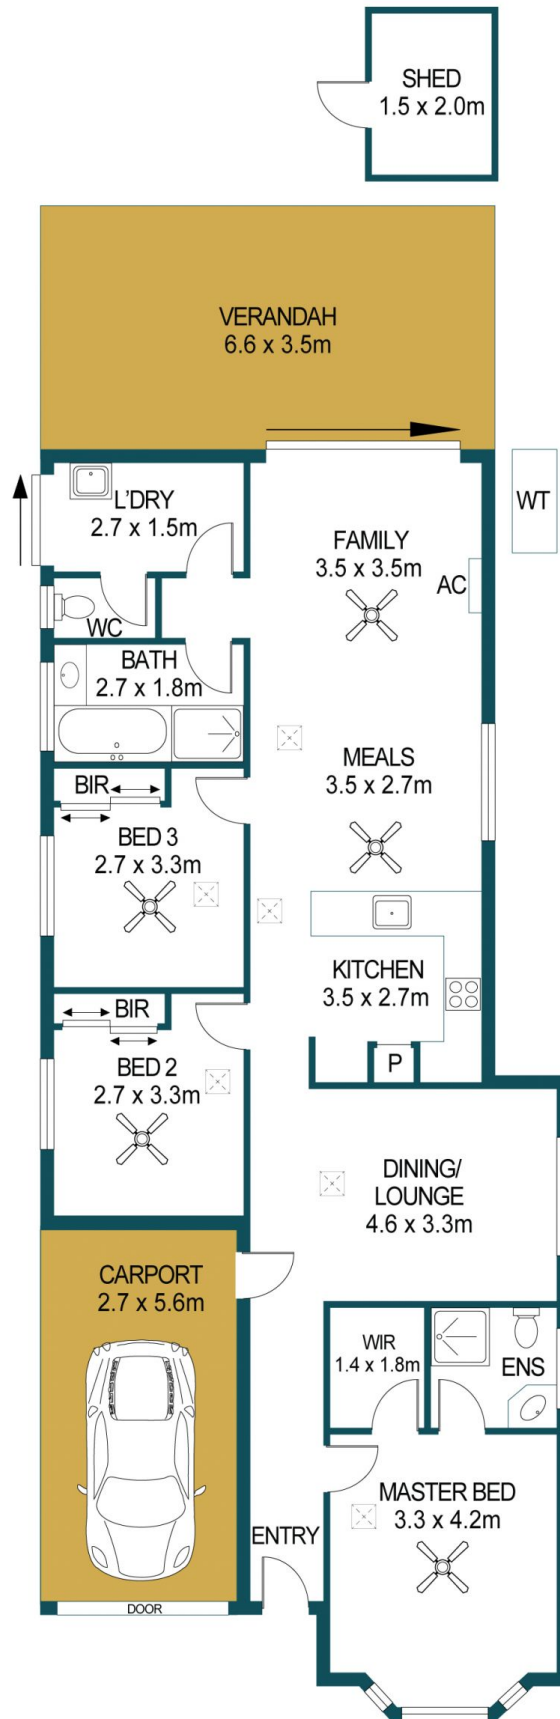 SHED
1.5 x 2.0m
VERANDAH
6.6 x 3.5m
L'DRY
2.7 x 1.5m
WT
FAMILY
3.5 x 3.5m
AC
WC
BATH
2.7 x 1.8m
MEALS
3.5 x 2.7m
BIR
BED 3
2.7 x 3.3m
KITCHEN
3.5 x 2.7m
BIR
P
BED 2
2.7 x 3.3m
DINING/
LOUNGE
4.6 x 3.3m
CARPORT
2.7 x 5.6m
WIR
1.4 x 1.8m
ENS
MASTER BED
3.3 x 4.2m
ENTRY
DOOR